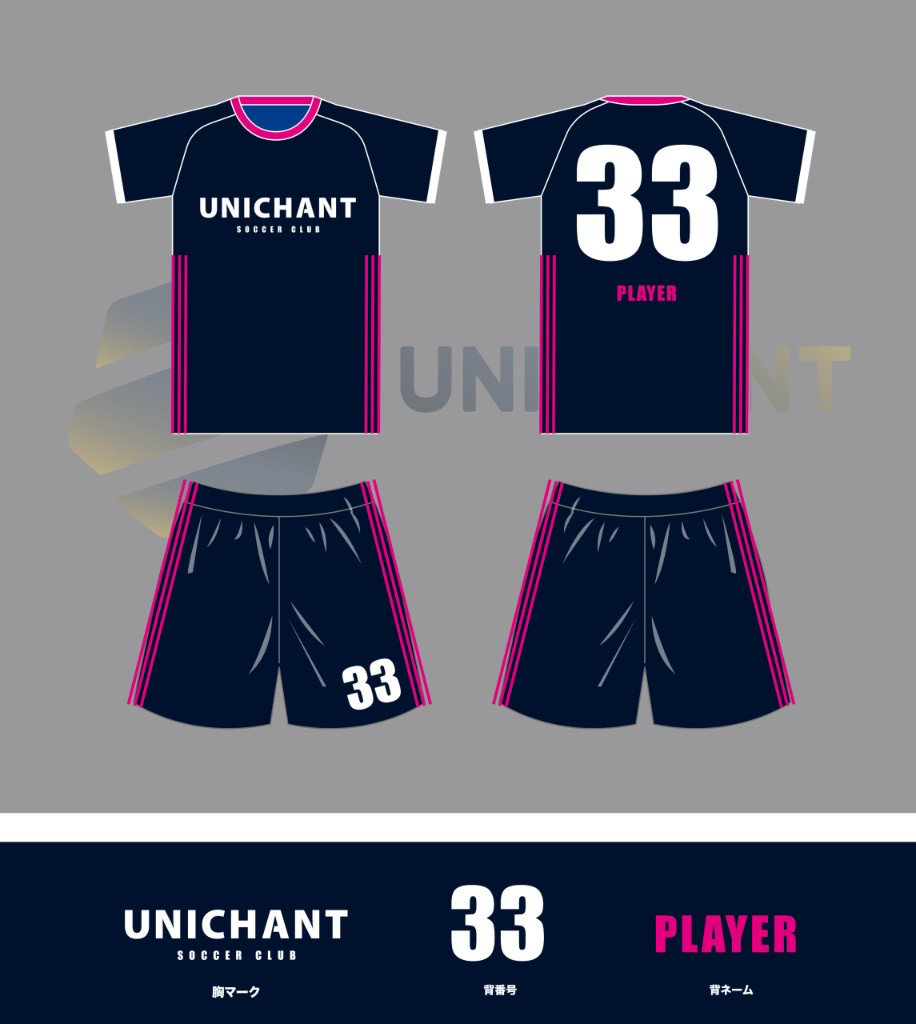 UNICHANT
SOCCER CLUB
33
PLAYER
UNICHANT
33
UNICHANT
SOCCER CLUB
胸マーク
33
背番号
PLAYER
背ネーム